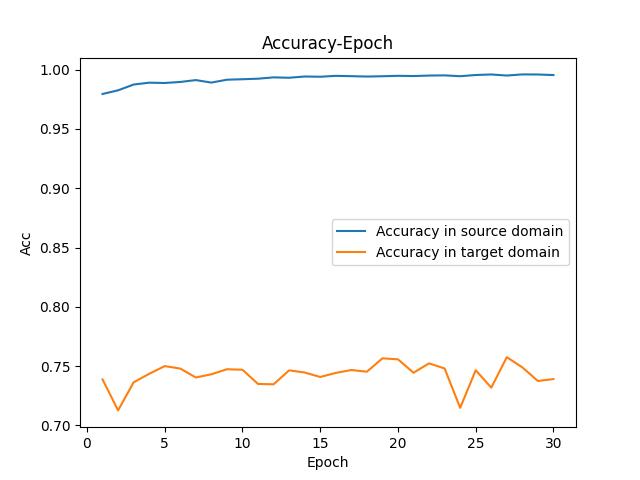 Accuracy-Epoch
1.00
0.95
0.90
0.85
0.80
0.75
0.70
Acc
Accuracy in source domain
Accuracy in target domain
0 5 10 15 20 25 30
Epoch